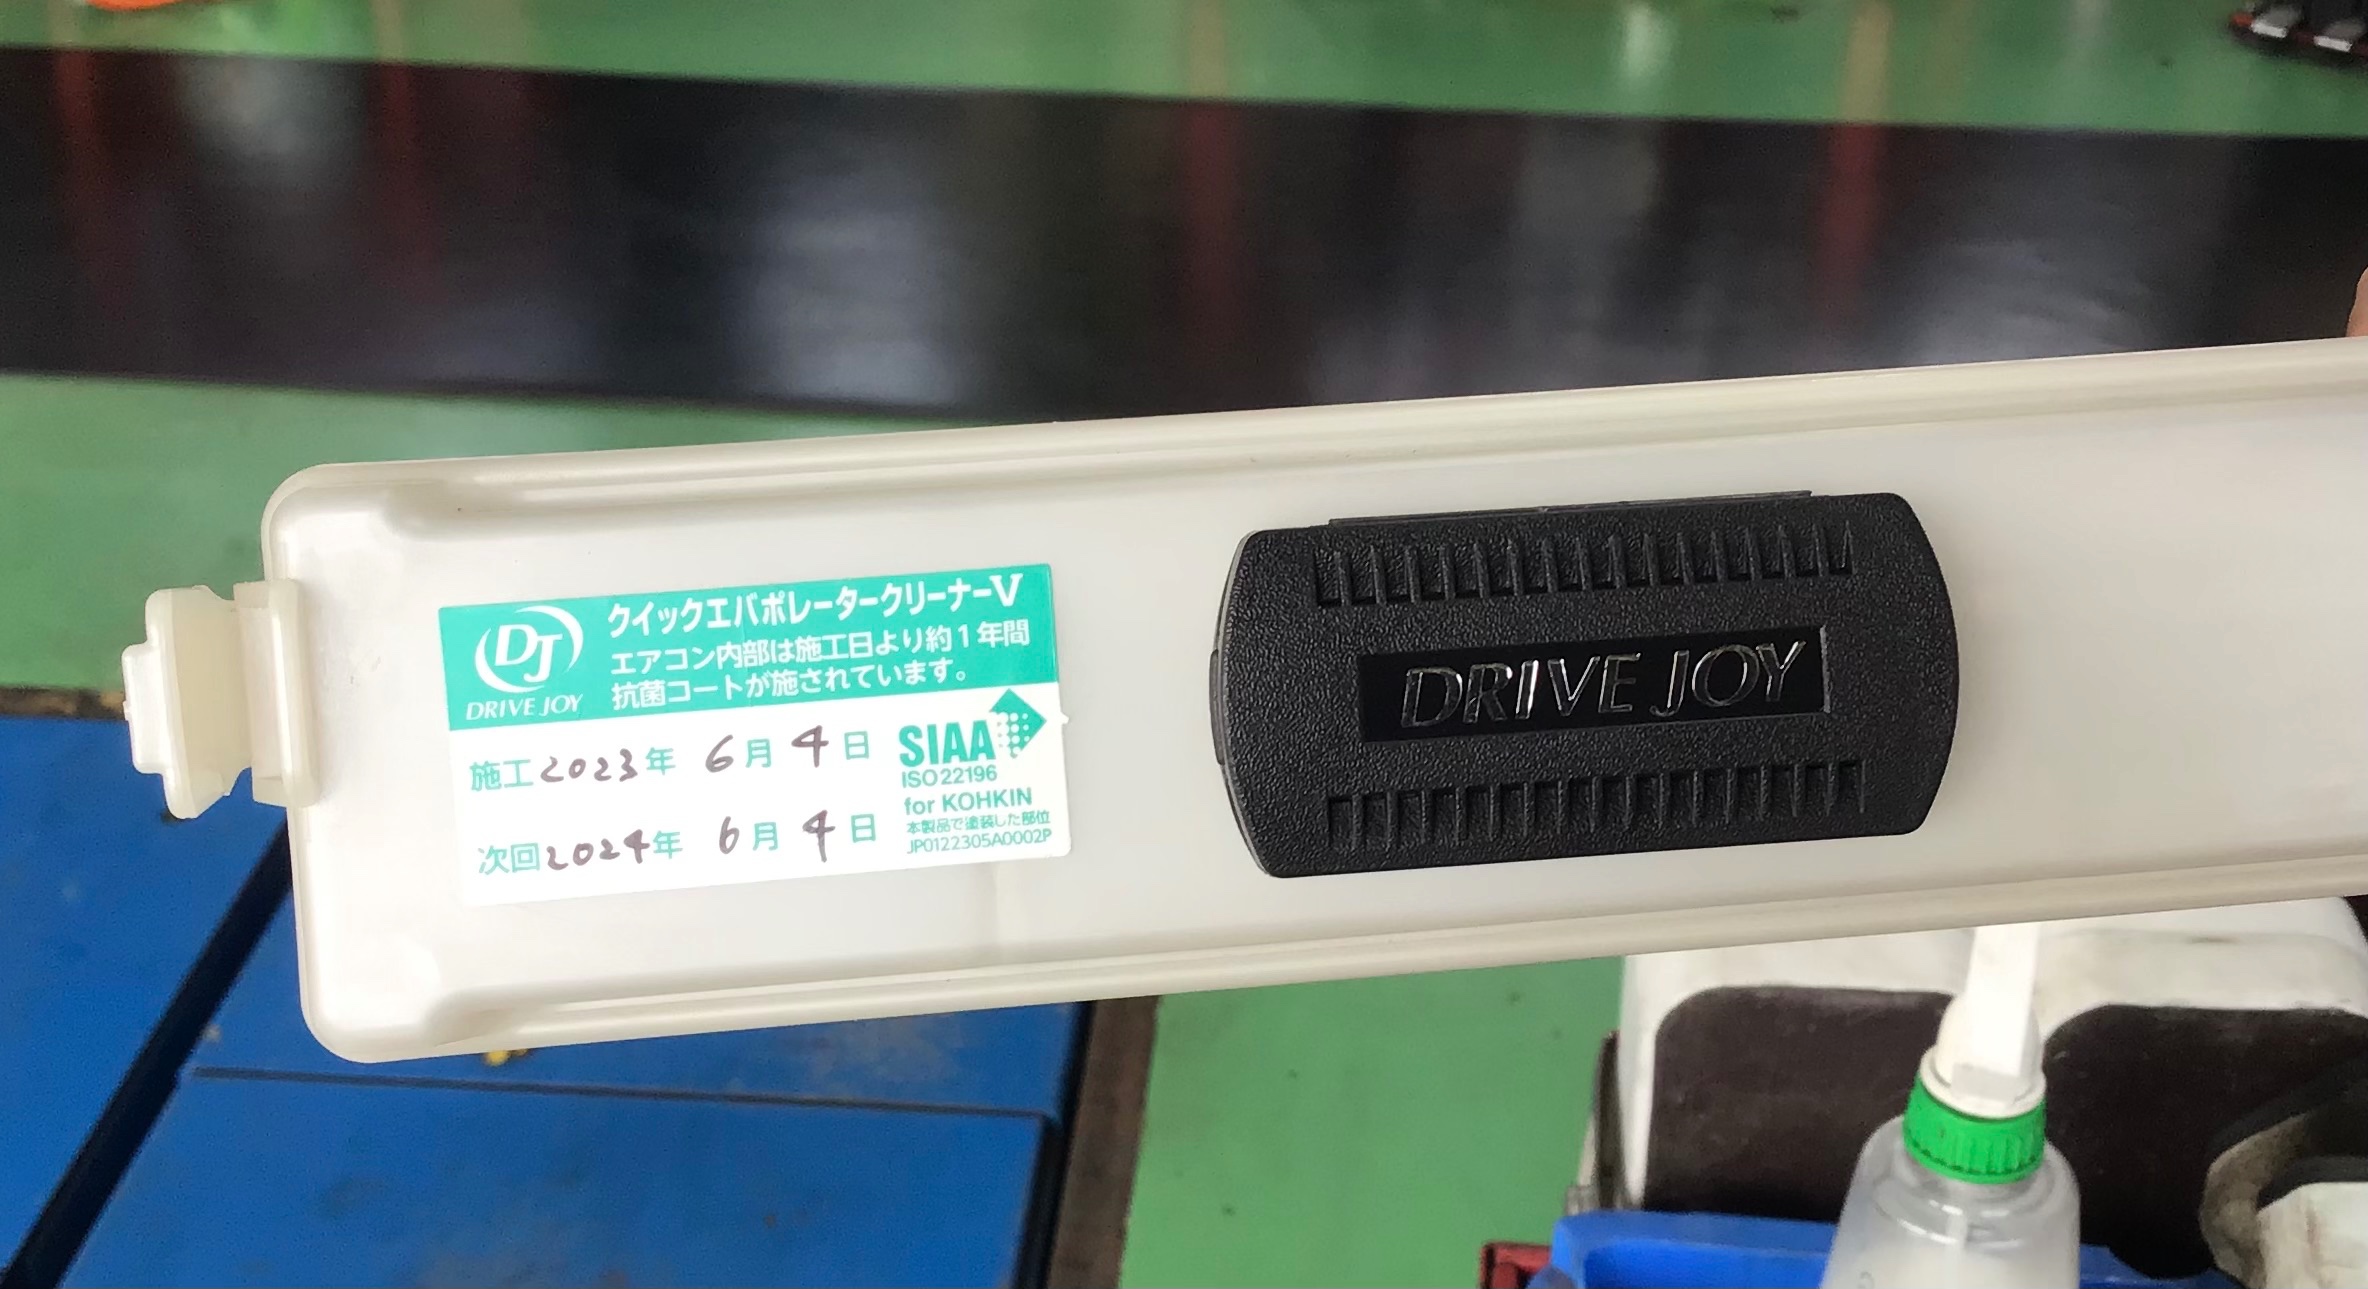 DJ
DRIVE JOY
クイックエバポレータークリーナーV
エアコン内部は施工日より約1年間
抗菌コートが施されています。
施工2023年 6月 4日
次回2024年 6月 4日
SIAA
ISO 22196
for KOHKIN
本製品で塗装した部位
JP0122305A0002P
DRIVE JOY